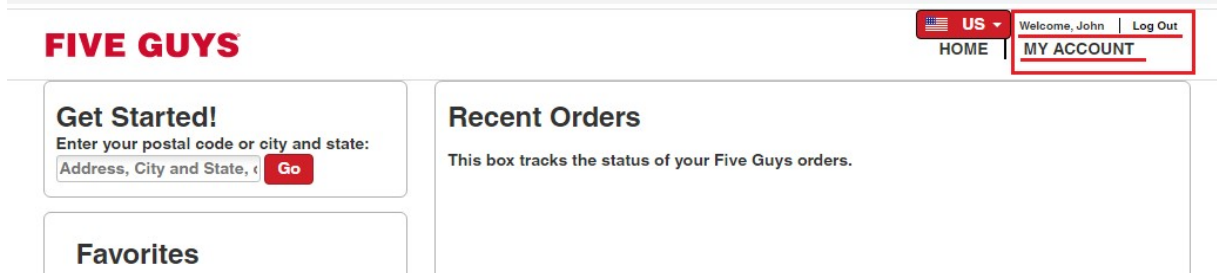 FIVE GUYS
US
Welcome, John
Log Out
HOME
MY ACCOUNT
Get Started!
Enter your postal code or city and state:
Address, City and State,
Go
Favorites
Recent Orders
This box tracks the status of your Five Guys orders.